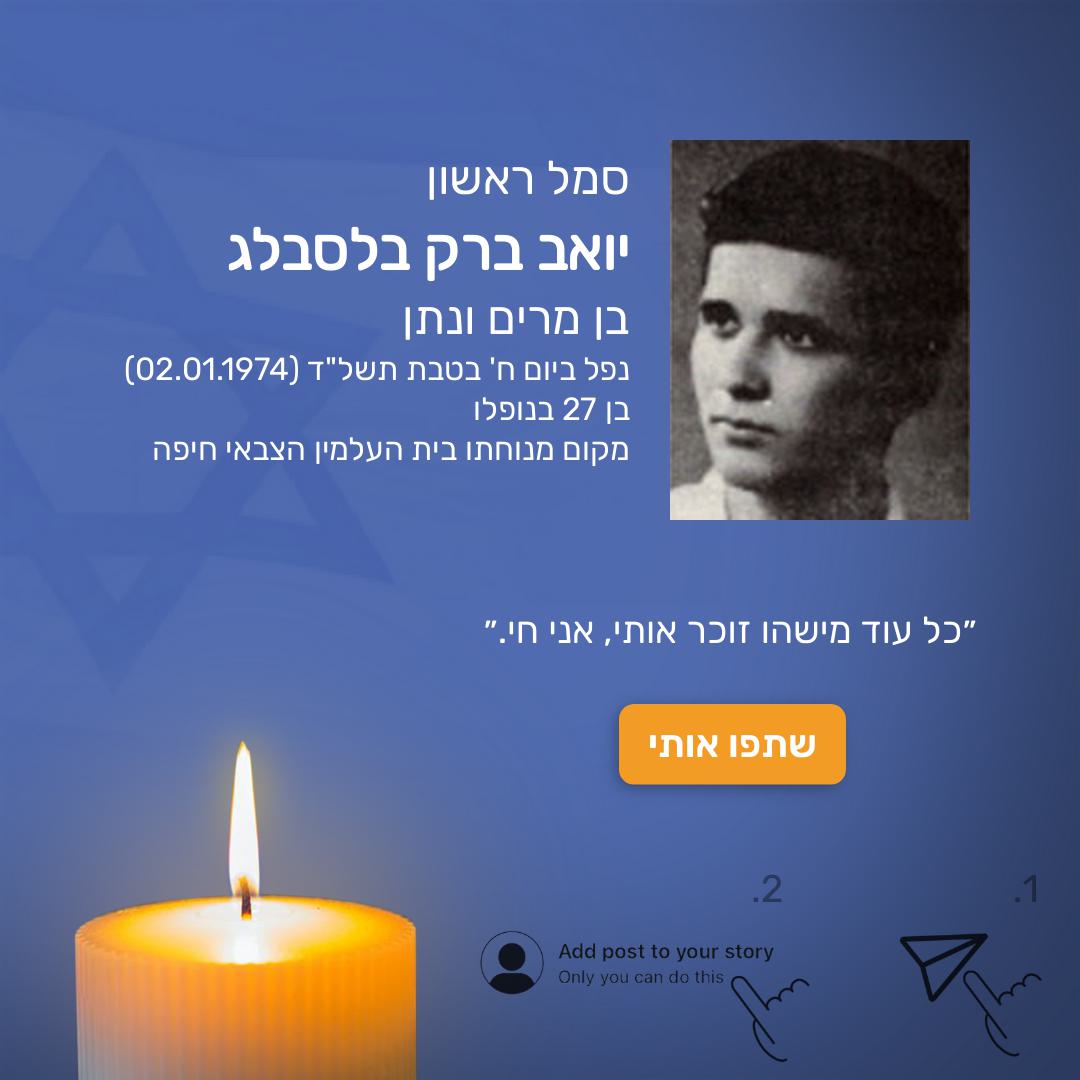 סמל ראשון
יואב ברק בלסבלג
בן מרים ונתן
נפל ביום ח' בטבת תשל"ד (02.01.1974)
בן 27 בנופלו
מקום מנוחתו בית העלמין הצבאי חיפה
״כל עוד מישהו זוכר אותי, אני חי.״
שתפו אותי
.1
.2
Add post to your story
Only you can do this